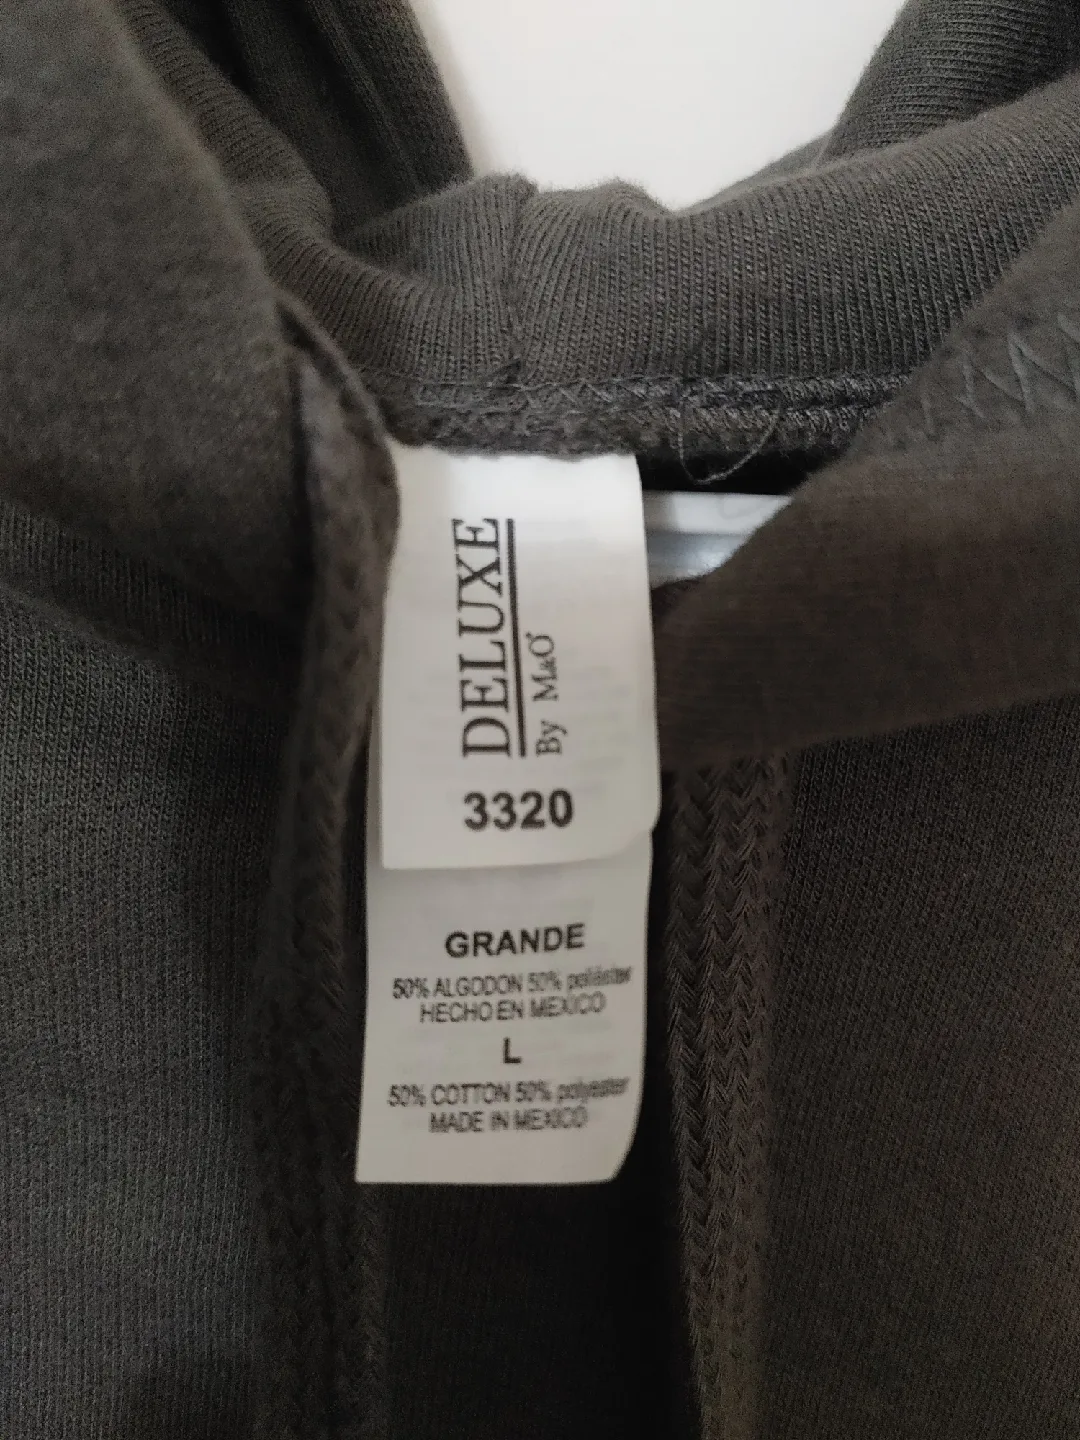 DELUXE
By M&O
3320
GRANDE
50% ALGODON 50% poliéster
HECHO EN MEXICO
L
50% COTTON 50% polyester
MADE IN MEXICO